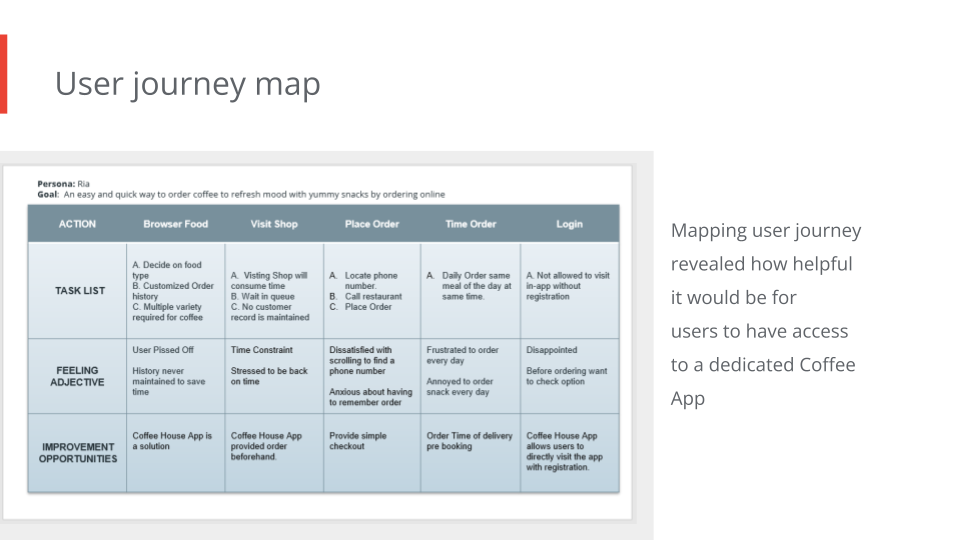 User journey map
Persona: Ria
Goal: An easy and quick way to order coffee to refresh mood with yummy snacks by ordering online
ACTION
Browser Food
Visit Shop
Place Order
Time Order
Login
TASK LIST
A. Decide on food
type
B. Customized Order
history
C. Multiple variety
required for coffee
A. Visting Shop will
consume time
B. Wait in queue
C. No customer
record is maintained
A. Locate phone
number.
B. Call restaurant
C. Place Order
A. Daily Order same
meal of the day at
same time.
A. Not allowed to visit
in-app without
registration
FEELING
ADJECTIVE
User Pissed Off
History never
maintained to save
time
Time Constraint
Stressed to be back
on time
Dissatisfied with
scrolling to find a
phone number
Anxious about having
to remember order
Frustrated to order
every day
Annoyed to order
snack every day
Disappointed
Before ordering want
to check option
IMPROVEMENT
OPPORTUNITIES
Coffee House App is
a solution
Coffee House App
provided order
beforehand.
Provide simple
checkout
Order Time of delivery
pre booking
Coffee House App
allows users to
directly visit the app
with registration.
Mapping user journey
revealed how helpful
it would be for
users to have access
to a dedicated Coffee
App